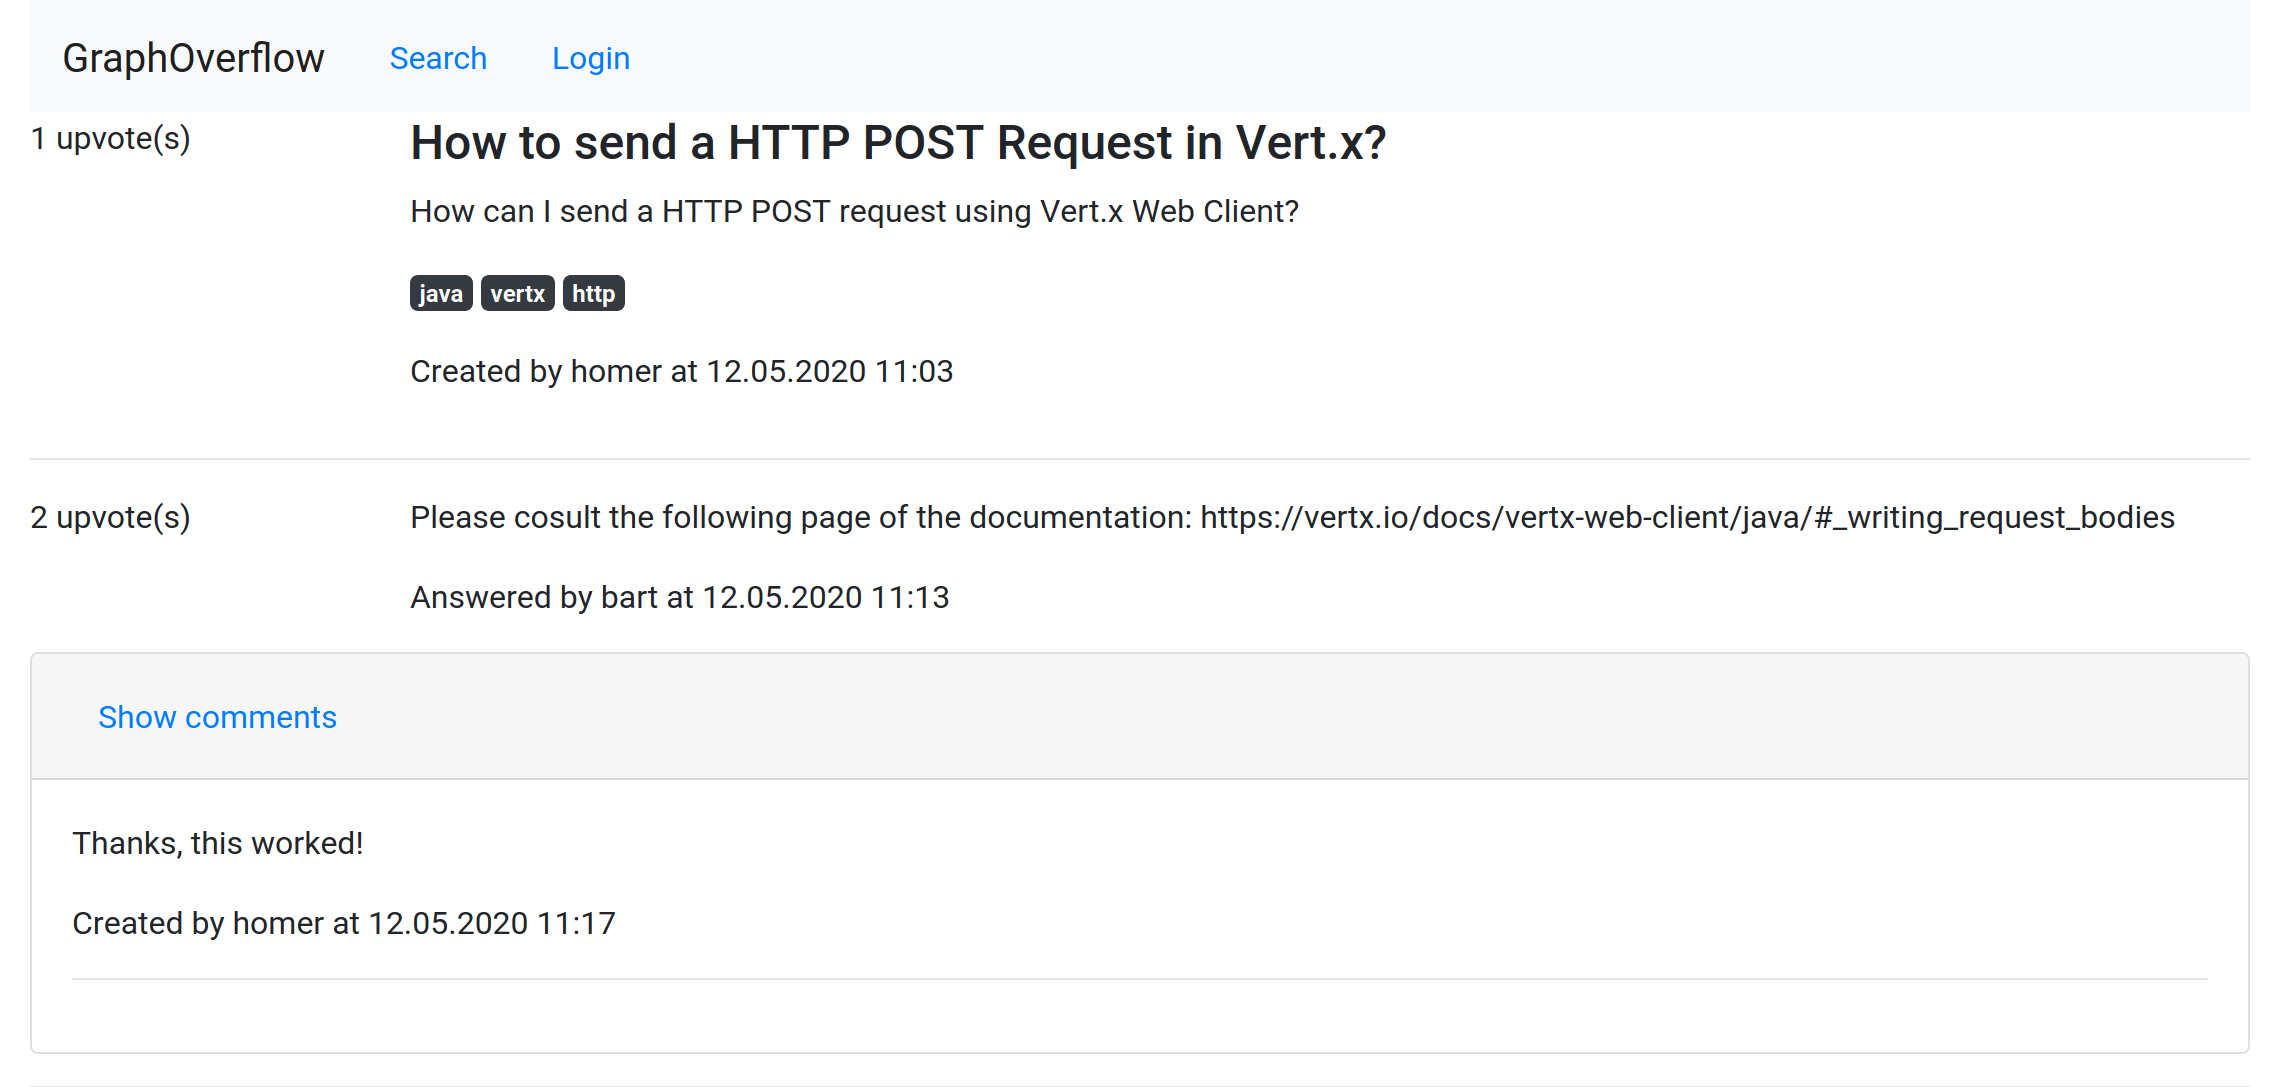 GraphOverflow Search Login
1 upvote(s)
How to send a HTTP POST Request in Vert.x?
How can I send a HTTP POST request using Vert.x Web Client?
java vertx http
Created by homer at 12.05.2020 11:03
2 upvote(s)
Please cosult the following page of the documentation: https://vertx.io/docs/vertx-web-client/java/#_writing_request_bodies
Answered by bart at 12.05.2020 11:13
Show comments
Thanks, this worked!
Created by homer at 12.05.2020 11:17